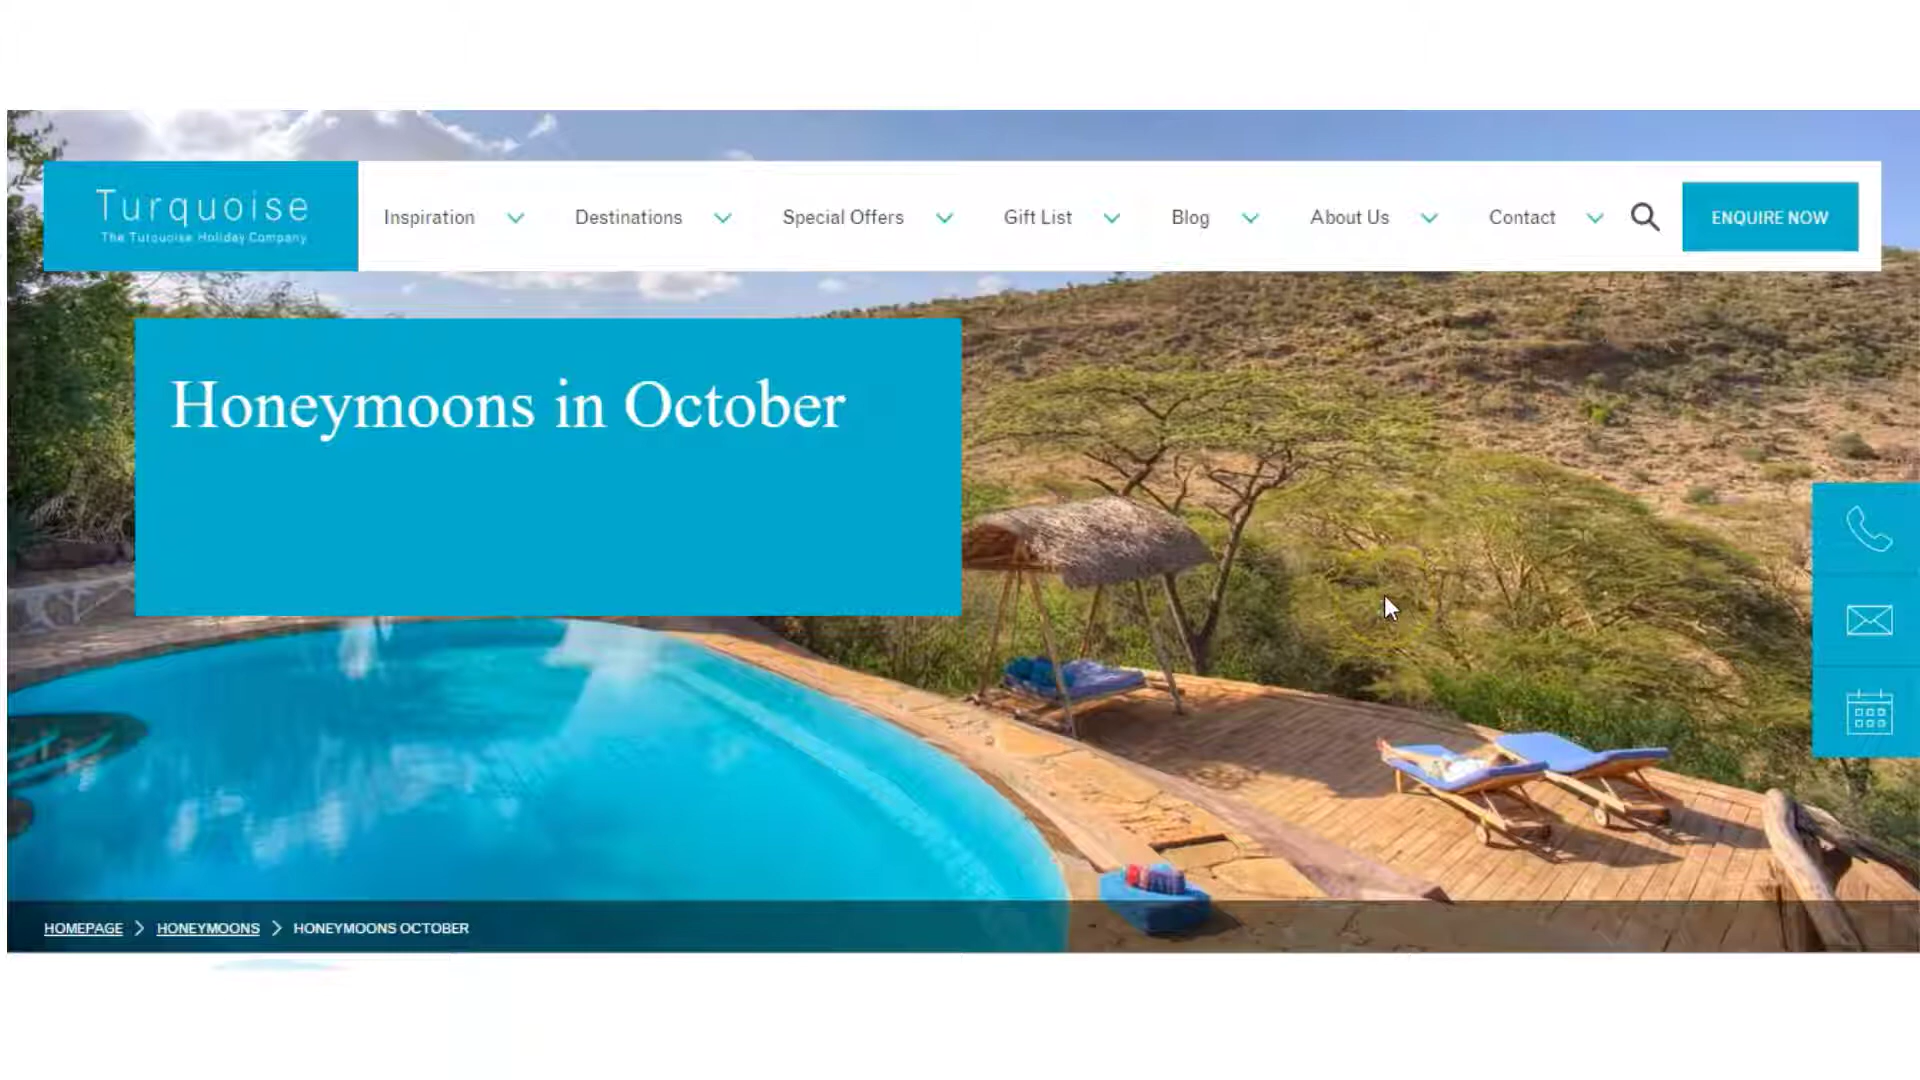 Turquoise
The Turquoise Holiday Company
Inspiration Destinations Special Offers Gift List Blog About Us Contact ENQUIRE NOW
Honeymoons in October
HOMEPAGE HONEYMOONS HONEYMOONS OCTOBER